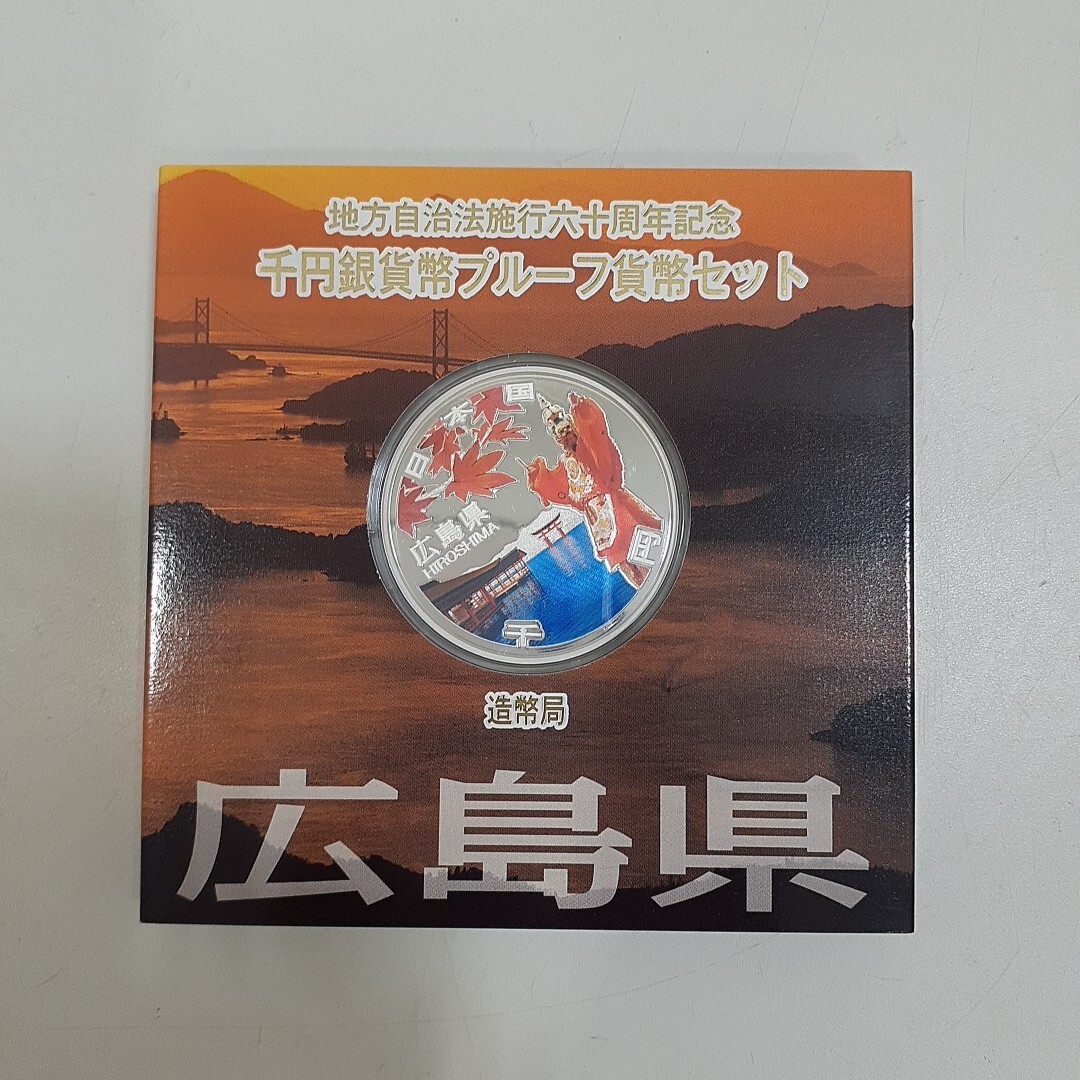 地方自治法施行六十周年記念
千円銀貨幣プルーフ貨幣セット
日本国
広島県
HIROSHIMA
千円
造幣局
広島県